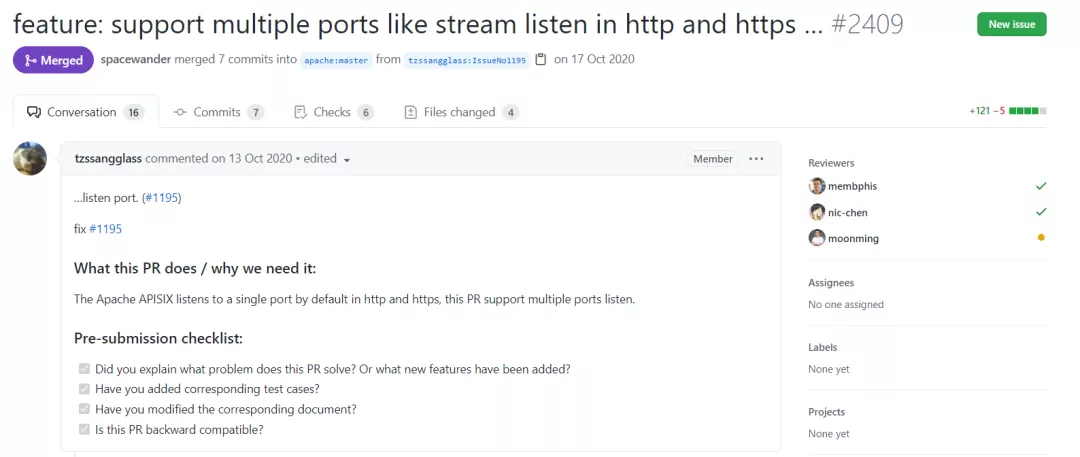 feature: support multiple ports like stream listen in http and https ... #2409
New issue
Merged
spacewander merged 7 commits into apache:master from tzssangglass:IssueNo1195 on 17 Oct 2020
Conversation 16 Commits 7 Checks 6 Files changed 4
+121 −5
tzssangglass commented on 13 Oct 2020 • edited
Member
...listen port. (#1195)
fix #1195
What this PR does / why we need it:
The Apache APISIX listens to a single port by default in http and https, this PR support multiple ports listen.
Pre-submission checklist:
Did you explain what problem does this PR solve? Or what new features have been added?
Have you added corresponding test cases?
Have you modified the corresponding document?
Is this PR backward compatible?
Reviewers
membphis
nic-chen
moonming
Assignees
No one assigned
Labels
None yet
Projects
None yet